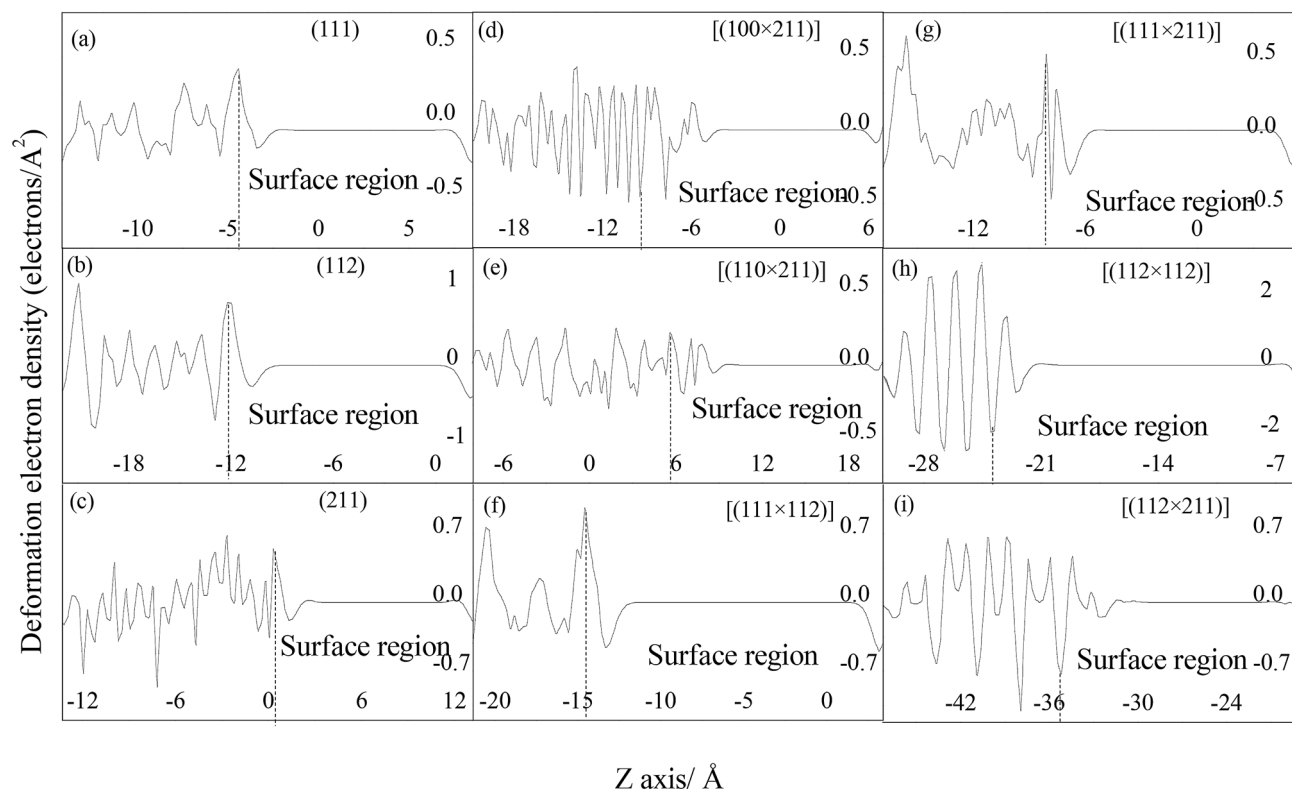 Deformation electron density (electrons/A²)
(a)
(111)
0.5
0.0
-0.5
Surface region
-10 -5 0 5
(d)
[(100×211)]
0.5
0.0
-0.5
Surface region
-18 -12 -6 0 6
(g)
[(111×211)]
0.5
0.0
-0.5
Surface region
-12 -6 0
(b)
(112)
1
0
-1
Surface region
-18 -12 -6 0
(e)
[(110×211)]
0.5
0.0
-0.5
Surface region
-6 0 6 12 18
(h)
[(112×112)]
2
0
-2
Surface region
-28 -21 -14 -7
(c)
(211)
0.7
0.0
-0.7
Surface region
-12 -6 0 6 12
(f)
[(111×112)]
0.7
0.0
-0.7
Surface region
-20 -15 -10 -5 0
(i)
[(112×211)]
0.7
0.0
-0.7
Surface region
-42 -36 -30 -24
Z axis/ Å